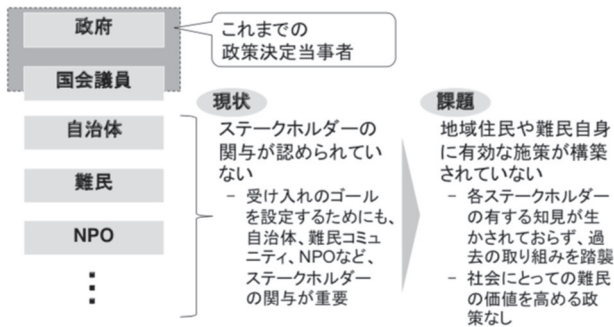 政府
これまでの
政策決定当事者
国会議員
自治体
難民
NPO
現状
ステークホルダーの
関与が認められてい
ない
- 受け入れのゴール
を設定するためにも、
自治体、難民コミュ
ニティ、NPOなど、
ステークホルダー
の関与が重要
課題
地域住民や難民自身
に有効な施策が構築
されていない
- 各ステークホルダー
の有する知見が生
かされておらず、過
去の取り組みを踏襲
- 社会にとっての難民
の価値を高める政
策なし